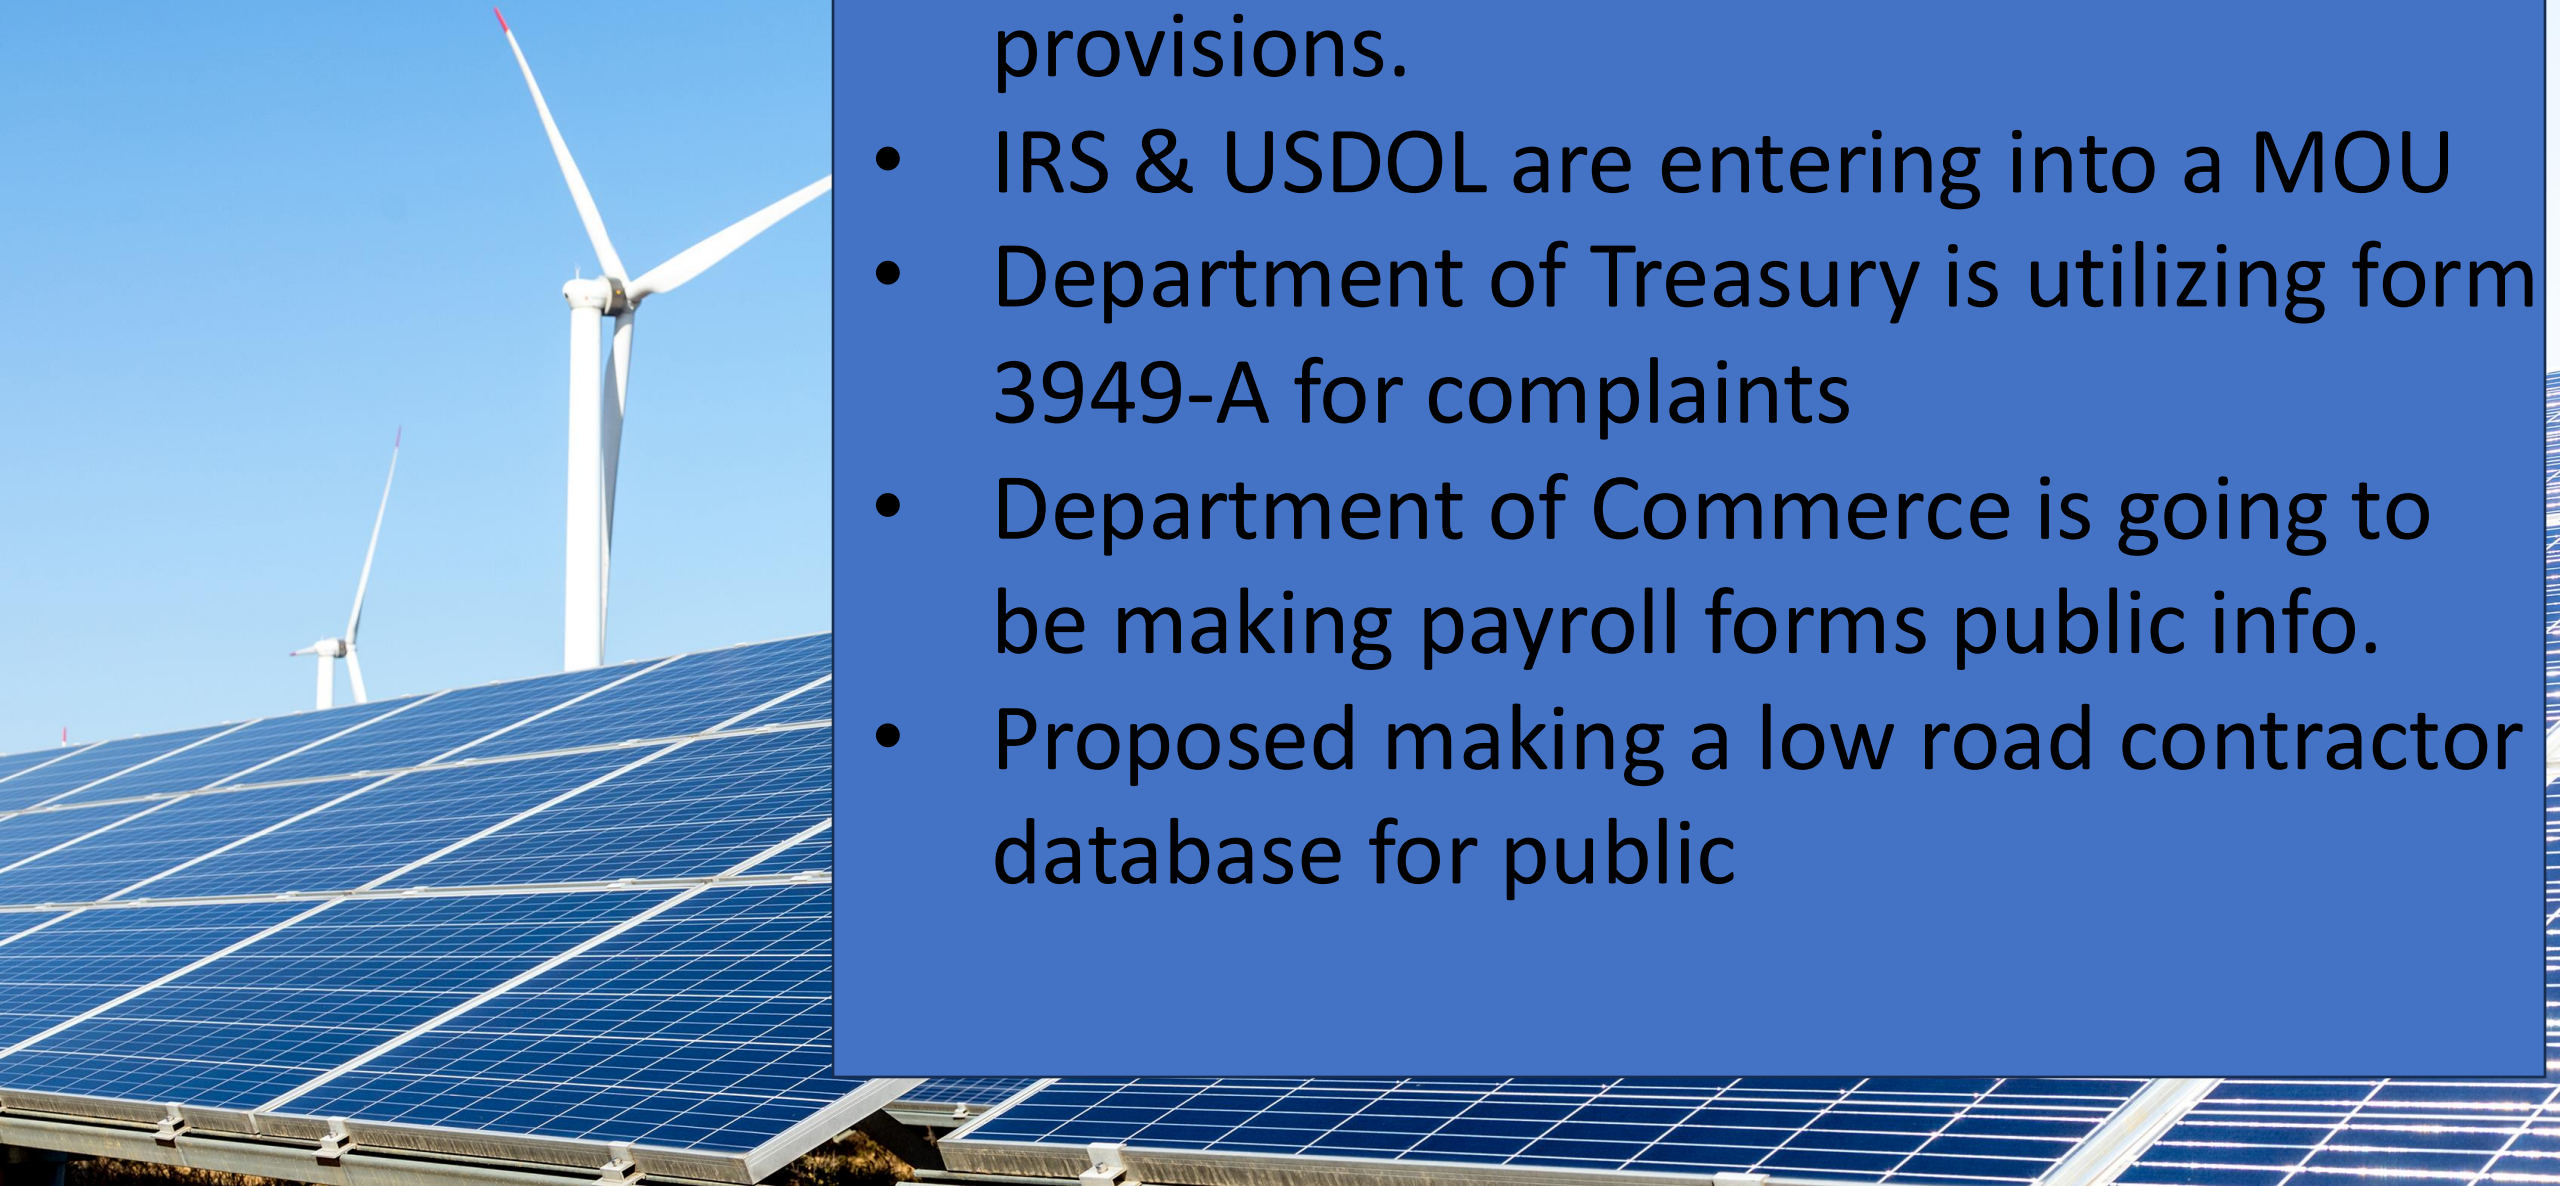 provisions.
• IRS & USDOL are entering into a MOU
• Department of Treasury is utilizing form
3949-A for complaints
• Department of Commerce is going to
be making payroll forms public info.
• Proposed making a low road contractor
database for public